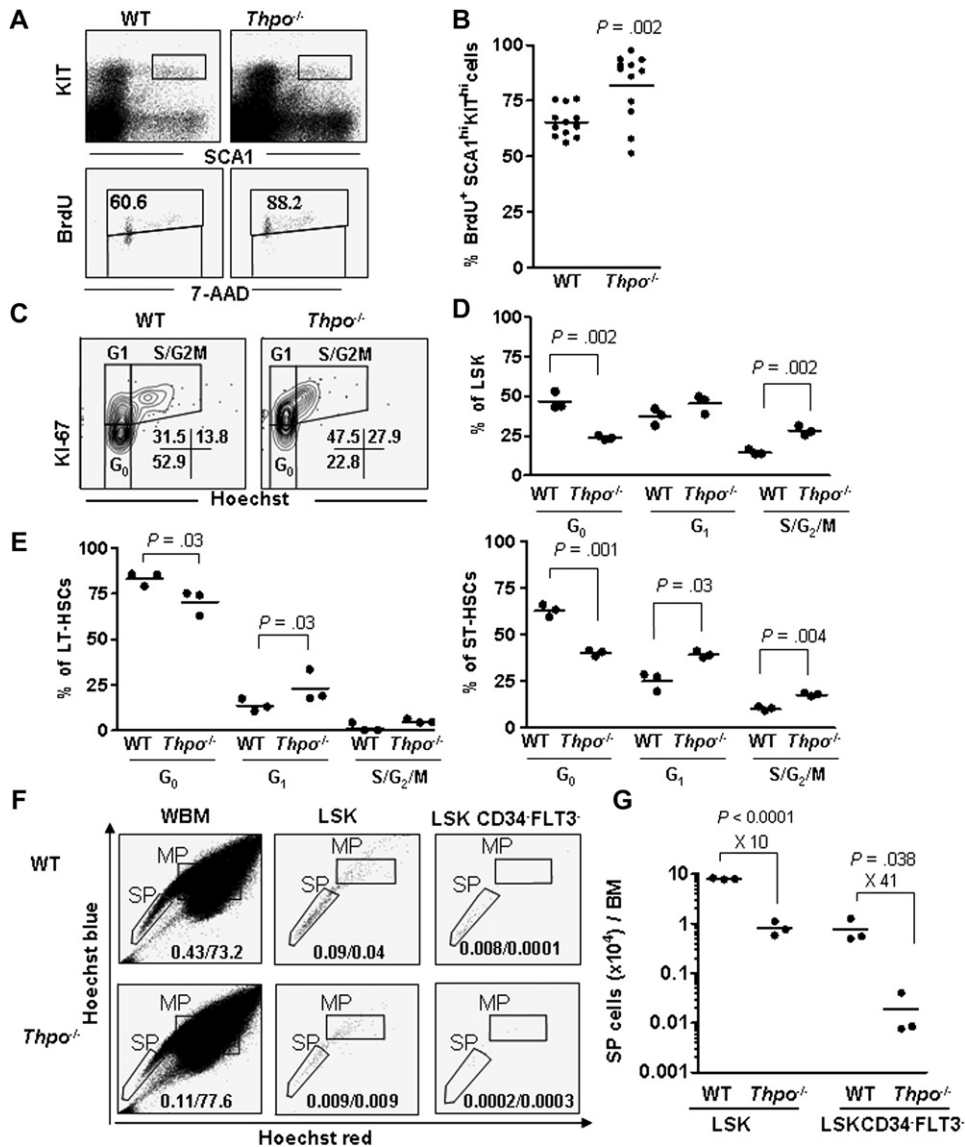 A
WT Thpo-/-
KIT
SCA1
BrdU
60.6 88.2
7-AAD
B
P = .002
% BrdU+ SCA1hiKIThi cells
100
75
50
25
0
WT Thpo-/-
C
WT Thpo-/-
G1 S/G2M G1 S/G2M
KI-67
31.5 13.8 47.5 27.9
52.9 22.8
G0 G0
Hoechst
D
% of LSK
100
75
50
25
0
P = .002
P = .002
WT Thpo-/- WT Thpo-/- WT Thpo-/-
G0 G1 S/G2/M
E
% of LT-HSCs
100
75
50
25
0
P = .03
P = .03
WT Thpo-/- WT Thpo-/- WT Thpo-/-
G0 G1 S/G2/M
% of ST-HSCs
100
75
50
25
0
P = .001
P = .03
P = .004
WT Thpo-/- WT Thpo-/- WT Thpo-/-
G0 G1 S/G2/M
F
WBM LSK LSK CD34-FLT3-
WT
MP MP
SP SP SP
0.43/73.2 0.09/0.04 0.008/0.0001
Hoechst blue
Thpo-/-
MP MP MP
SP SP SP
0.11/77.6 0.009/0.009 0.0002/0.0003
Hoechst red
G
P < 0.0001
X 10
P = .038
X 41
SP cells (x10⁴) / BM
10
1
0.1
0.01
0.001
WT Thpo-/- WT Thpo-/-
LSK LSKCD34-FLT3-